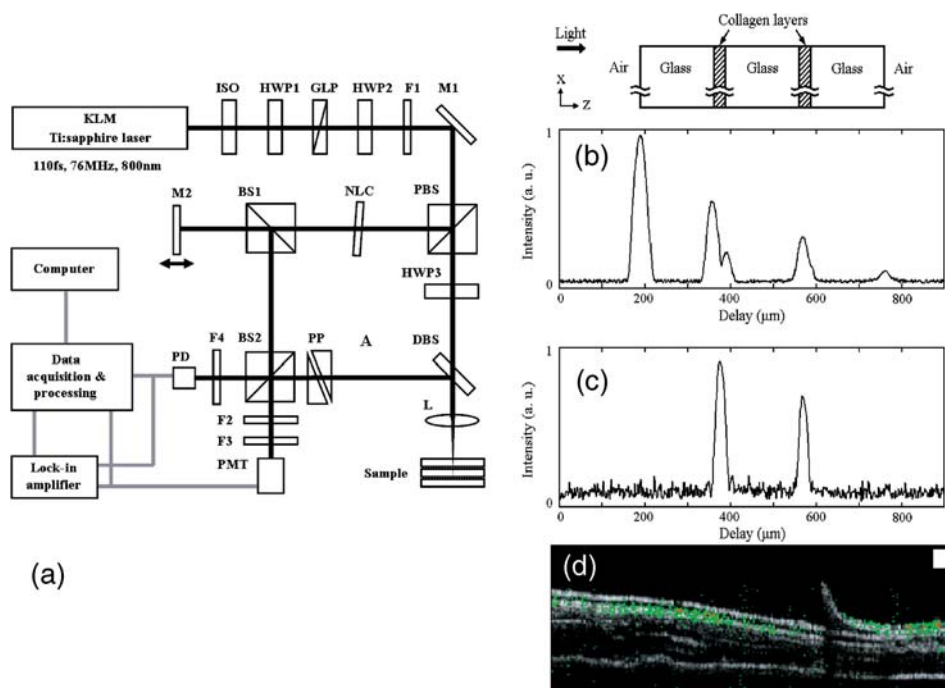 ISO HWP1 GLP HWP2 F1 M1
KLM
Ti:sapphire laser
110fs, 76MHz, 800nm
M2 BS1 NLC PBS
Computer
HWP3
Data
acquisition &
processing
PD F4 BS2 PP A DBS
L
F2
F3
Lock-in
amplifier
PMT
Sample
(a)
Collagen layers
Light
Air Glass Glass Glass Air
X
Z
(b)
1
Intensity (a. u.)
0
0 200 400 600 800
Delay (μm)
(c)
1
Intensity (a. u.)
0
0 200 400 600 800
Delay (μm)
(d)